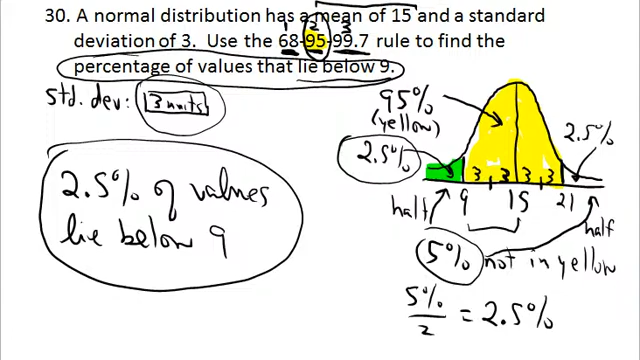 30. A normal distribution has a mean of 15 and a standard
1 2 3
deviation of 3. Use the 68-95-99.7 rule to find the
percentage of values that lie below 9.
std. dev: 3 units
95%
(yellow)
2.5%
2.5%
3 3 3 3
9 15 21
half
half
5% not in yellow
5%/2 = 2.5%
2.5% of values
lie below 9